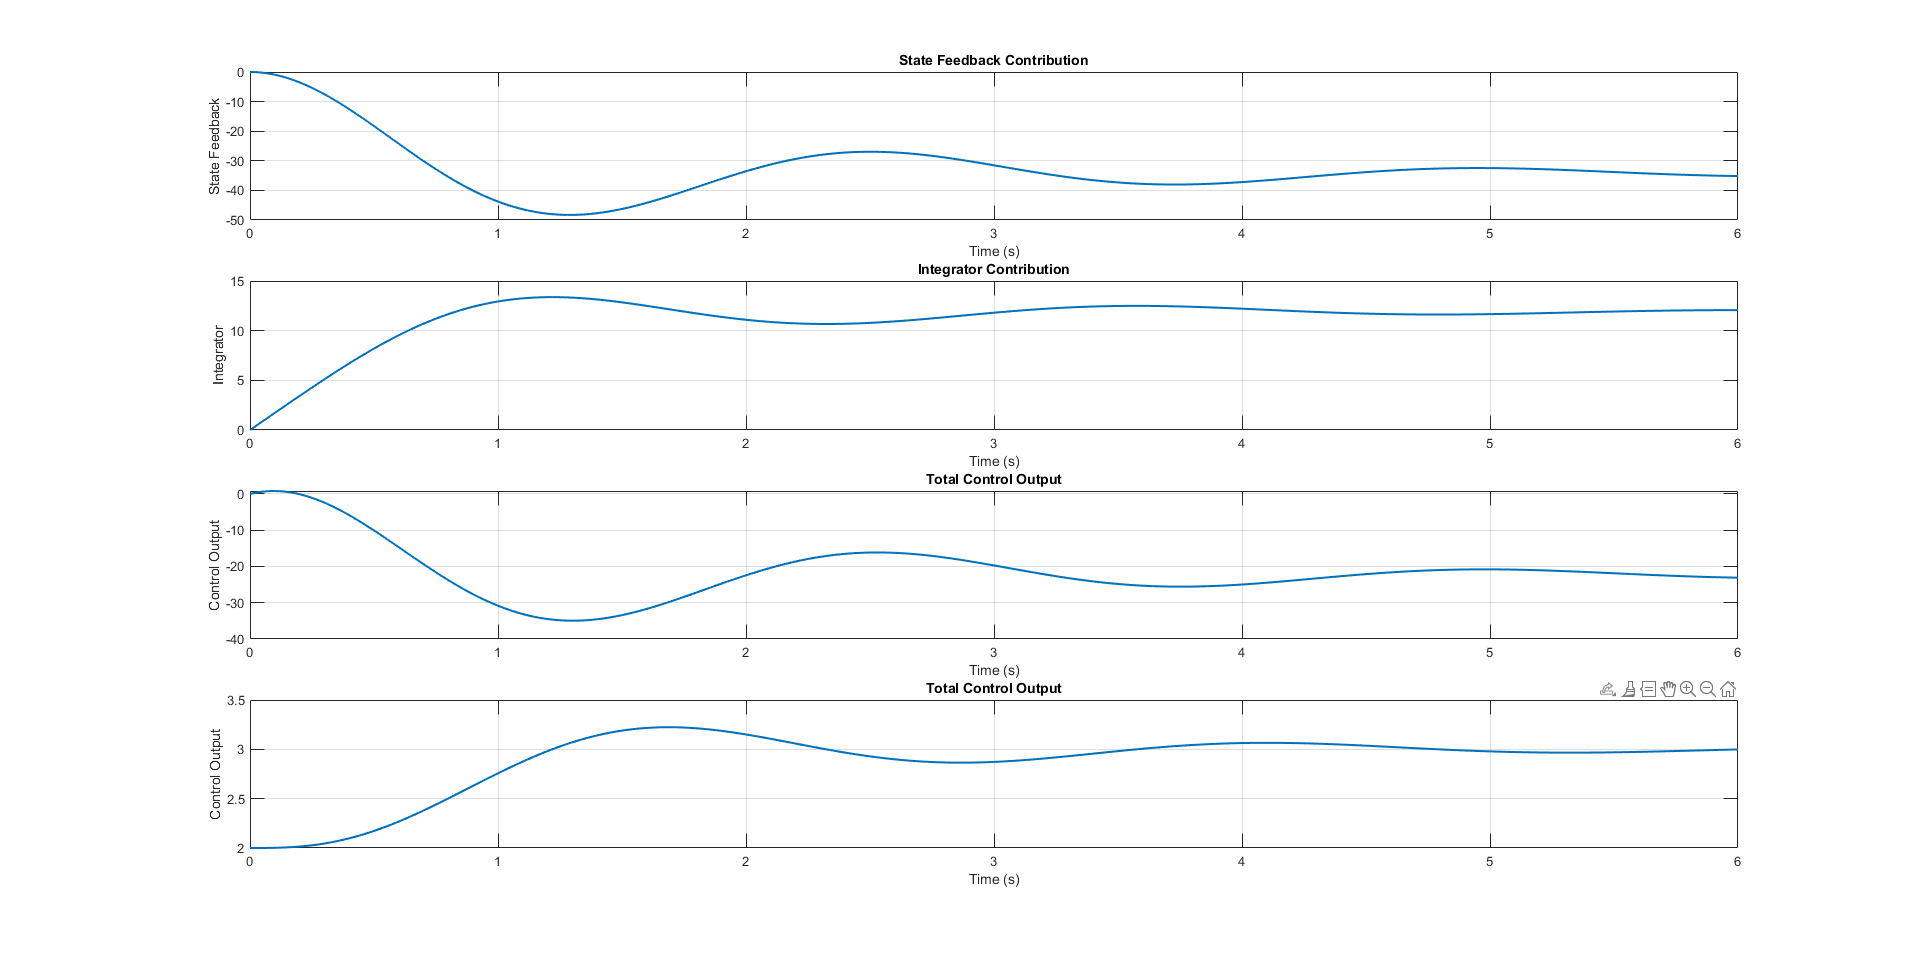 State Feedback Contribution
State Feedback
0
-10
-20
-30
-40
-50
0 1 2 3 4 5 6
Time (s)
Integrator Contribution
Integrator
15
10
5
0
0 1 2 3 4 5 6
Time (s)
Total Control Output
Control Output
0
-10
-20
-30
-40
0 1 2 3 4 5 6
Time (s)
Total Control Output
Control Output
3.5
3
2.5
2
0 1 2 3 4 5 6
Time (s)